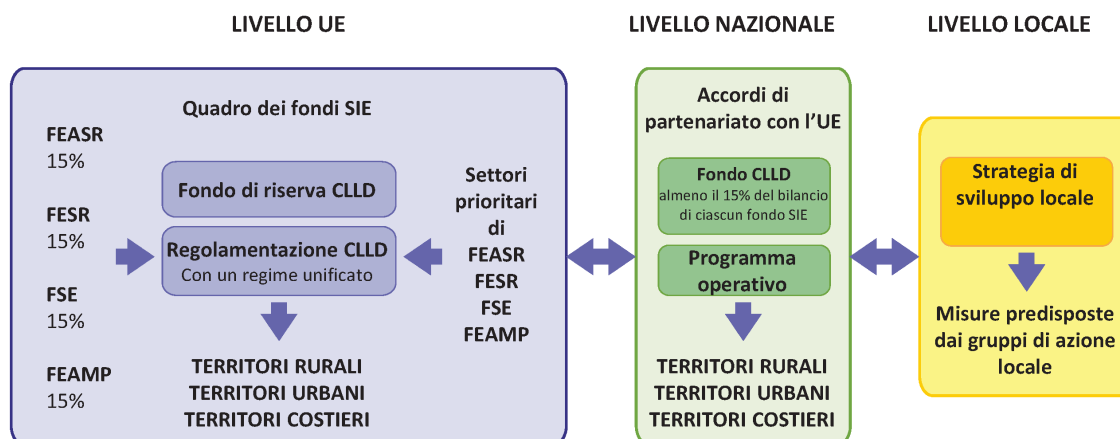 LIVELLO UE
Quadro dei fondi SIE
FEASR
15%
FESR
15%
FSE
15%
FEAMP
15%
Fondo di riserva CLLD
Regolamentazione CLLD
Con un regime unificato
Settori
prioritari
di
FEASR
FESR
FSE
FEAMP
TERRITORI RURALI
TERRITORI URBANI
TERRITORI COSTIERI
LIVELLO NAZIONALE
Accordi di
partenariato con l’UE
Fondo CLLD
almeno il 15% del bilancio
di ciascun fondo SIE
Programma
operativo
TERRITORI RURALI
TERRITORI URBANI
TERRITORI COSTIERI
LIVELLO LOCALE
Strategia di
sviluppo locale
Misure predisposte
dai gruppi di azione
locale